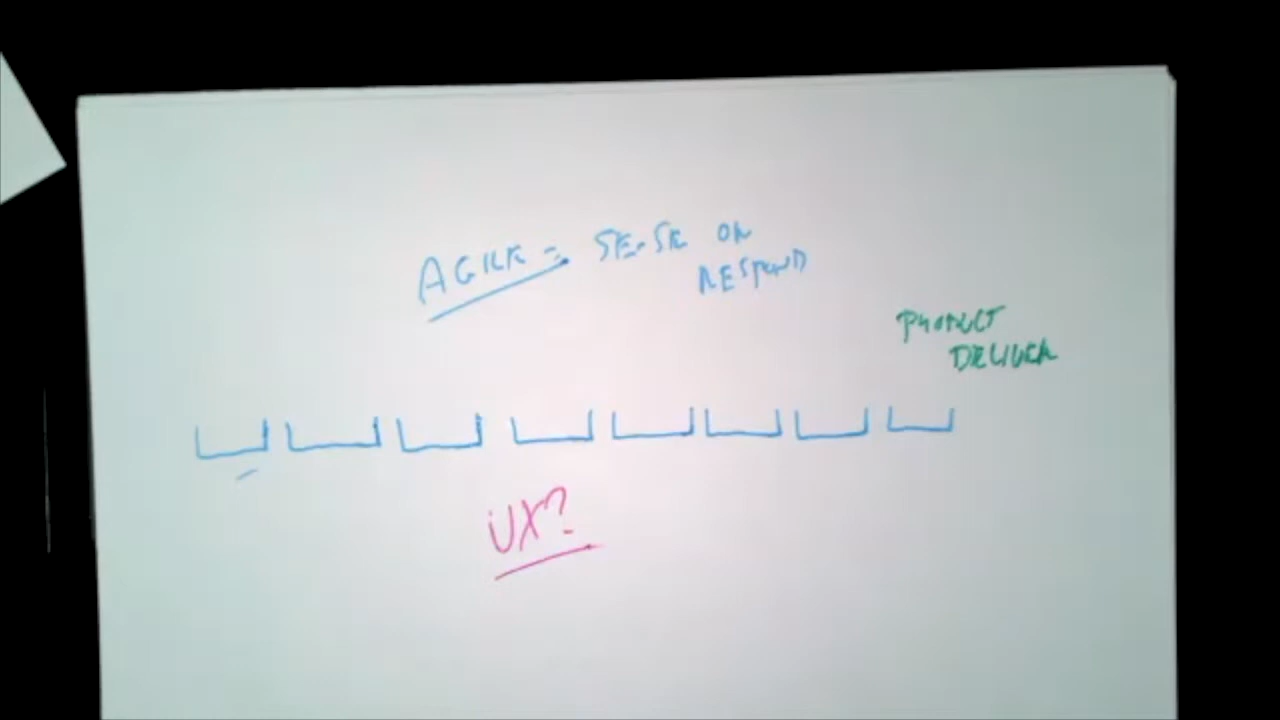 AGILE = SENSE OR
RESPOND
PRODUCT
DELIVER
UX?